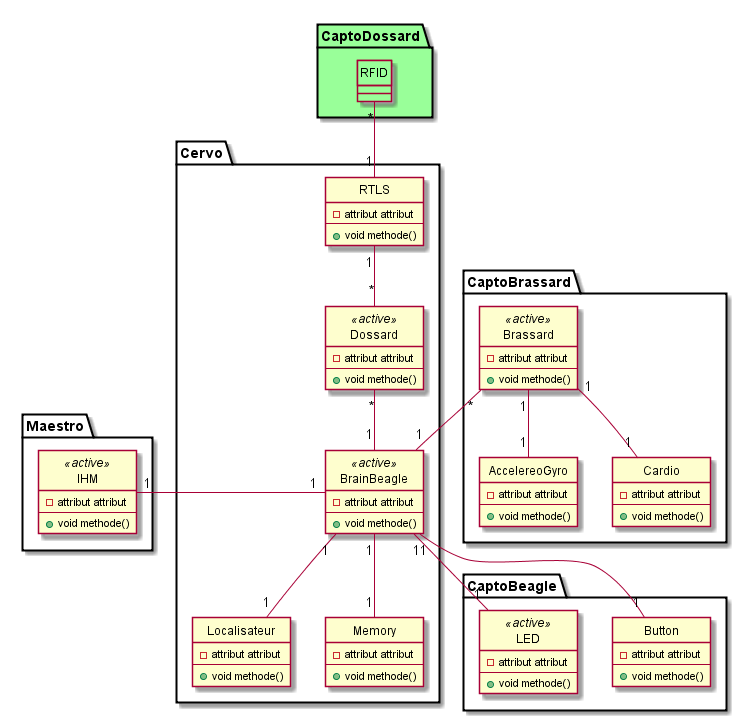 CaptoDossard
RFID
*
Cervo
1
RTLS
attribut attribut
void methode()
1
*
CaptoBrassard
«active»
Dossard
attribut attribut
void methode()
«active»
Brassard
attribut attribut
void methode()
*
1
*
1
1
1
1
1
Maestro
«active»
IHM
attribut attribut
void methode()
1
1
«active»
BrainBeagle
attribut attribut
void methode()
AccelereoGyro
attribut attribut
void methode()
Cardio
attribut attribut
void methode()
1
1
1
1
CaptoBeagle
1
1
1
1
Localisateur
attribut attribut
void methode()
Memory
attribut attribut
void methode()
«active»
LED
attribut attribut
void methode()
Button
attribut attribut
void methode()